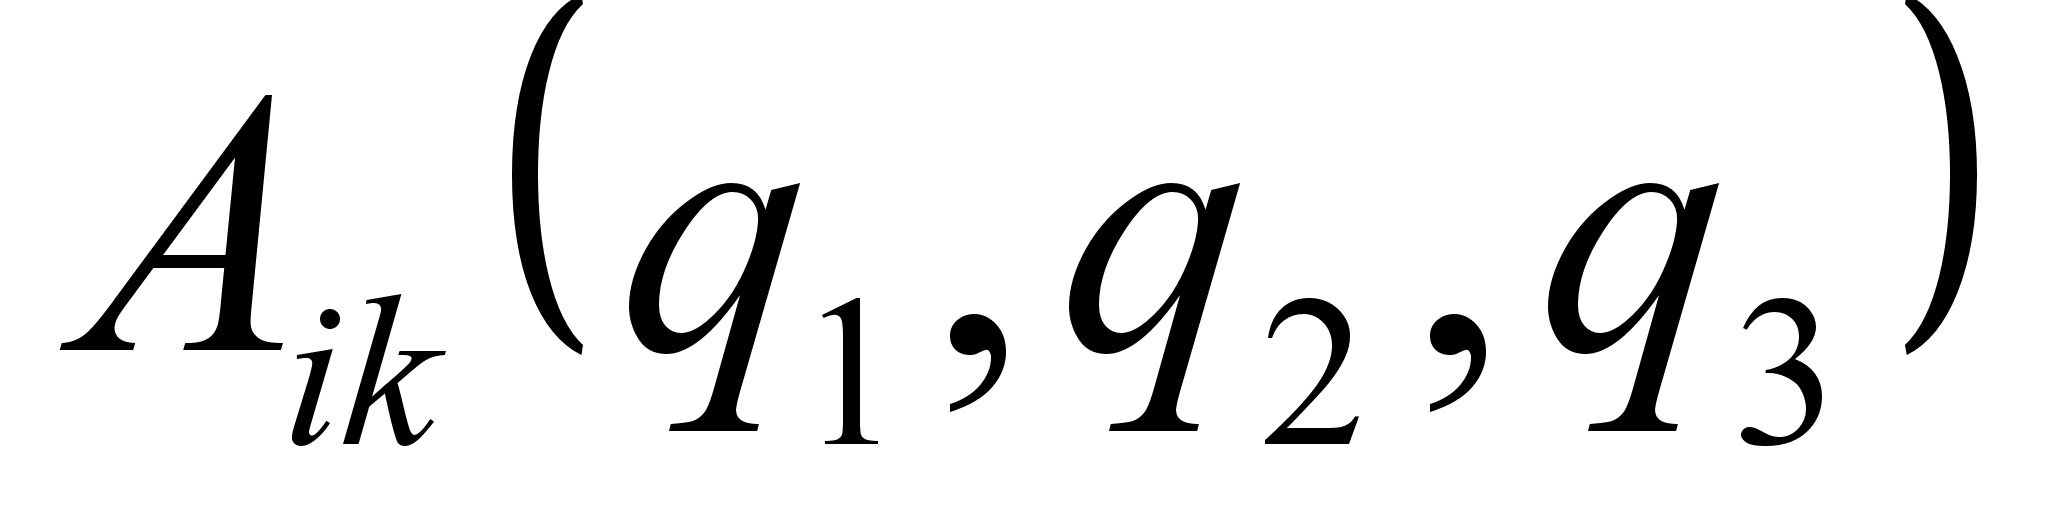 A_{ik}(q_1, q_2, q_3)